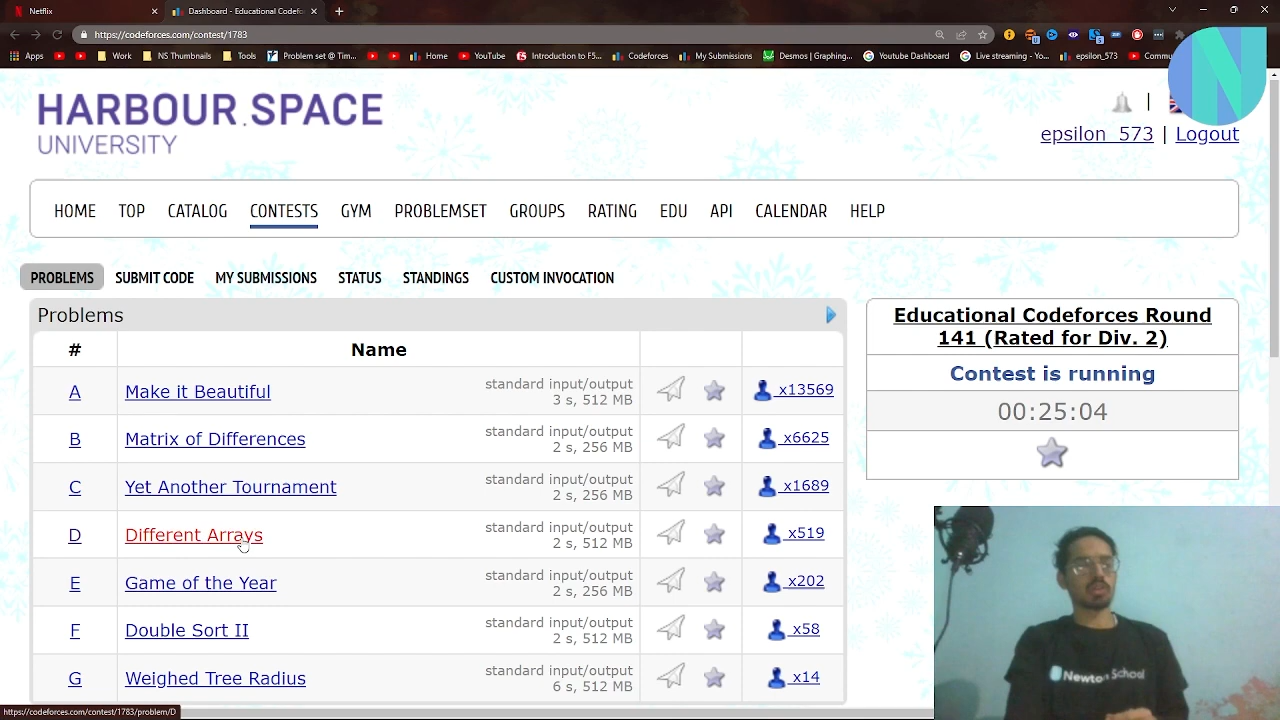 Netflix
Dashboard - Educational Codefor
https://codeforces.com/contest/1783
Apps
Work
NS Thumbnails
Tools
Problem set @ Tim...
Home
YouTube
Introduction to F5...
Codeforces
My Submissions
Desmos | Graphing...
Youtube Dashboard
Live streaming - Yo...
epsilon_573
Commu
HARBOUR.SPACE
UNIVERSITY
epsilon_573 | Logout
HOME TOP CATALOG CONTESTS GYM PROBLEMSET GROUPS RATING EDU API CALENDAR HELP
PROBLEMS SUBMIT CODE MY SUBMISSIONS STATUS STANDINGS CUSTOM INVOCATION
Problems
# Name
A Make it Beautiful standard input/output
3 s, 512 MB
x13569
B Matrix of Differences standard input/output
2 s, 256 MB
x6625
C Yet Another Tournament standard input/output
2 s, 256 MB
x1689
D Different Arrays standard input/output
2 s, 512 MB
x519
E Game of the Year standard input/output
2 s, 256 MB
x202
F Double Sort II standard input/output
2 s, 512 MB
x58
G Weighed Tree Radius standard input/output
6 s, 512 MB
x14
Educational Codeforces Round
141 (Rated for Div. 2)
Contest is running
00:25:04
Newton School
https://codeforces.com/contest/1783/problem/D